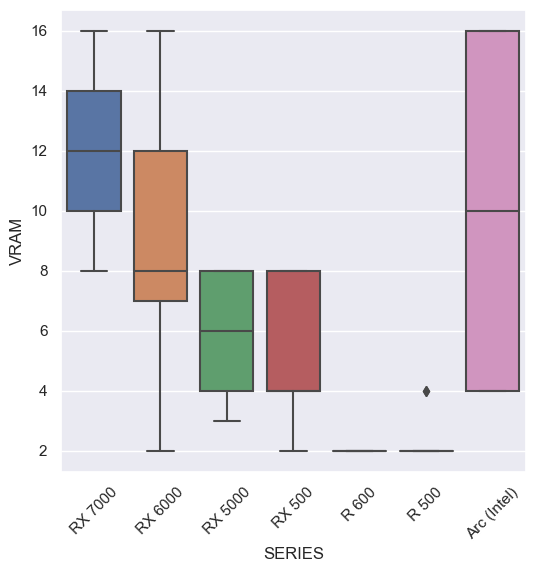 16
14
12
10
8
6
4
2
VRAM
RX 7000
RX 6000
RX 5000
RX 500
R 600
R 500
Arc (Intel)
SERIES